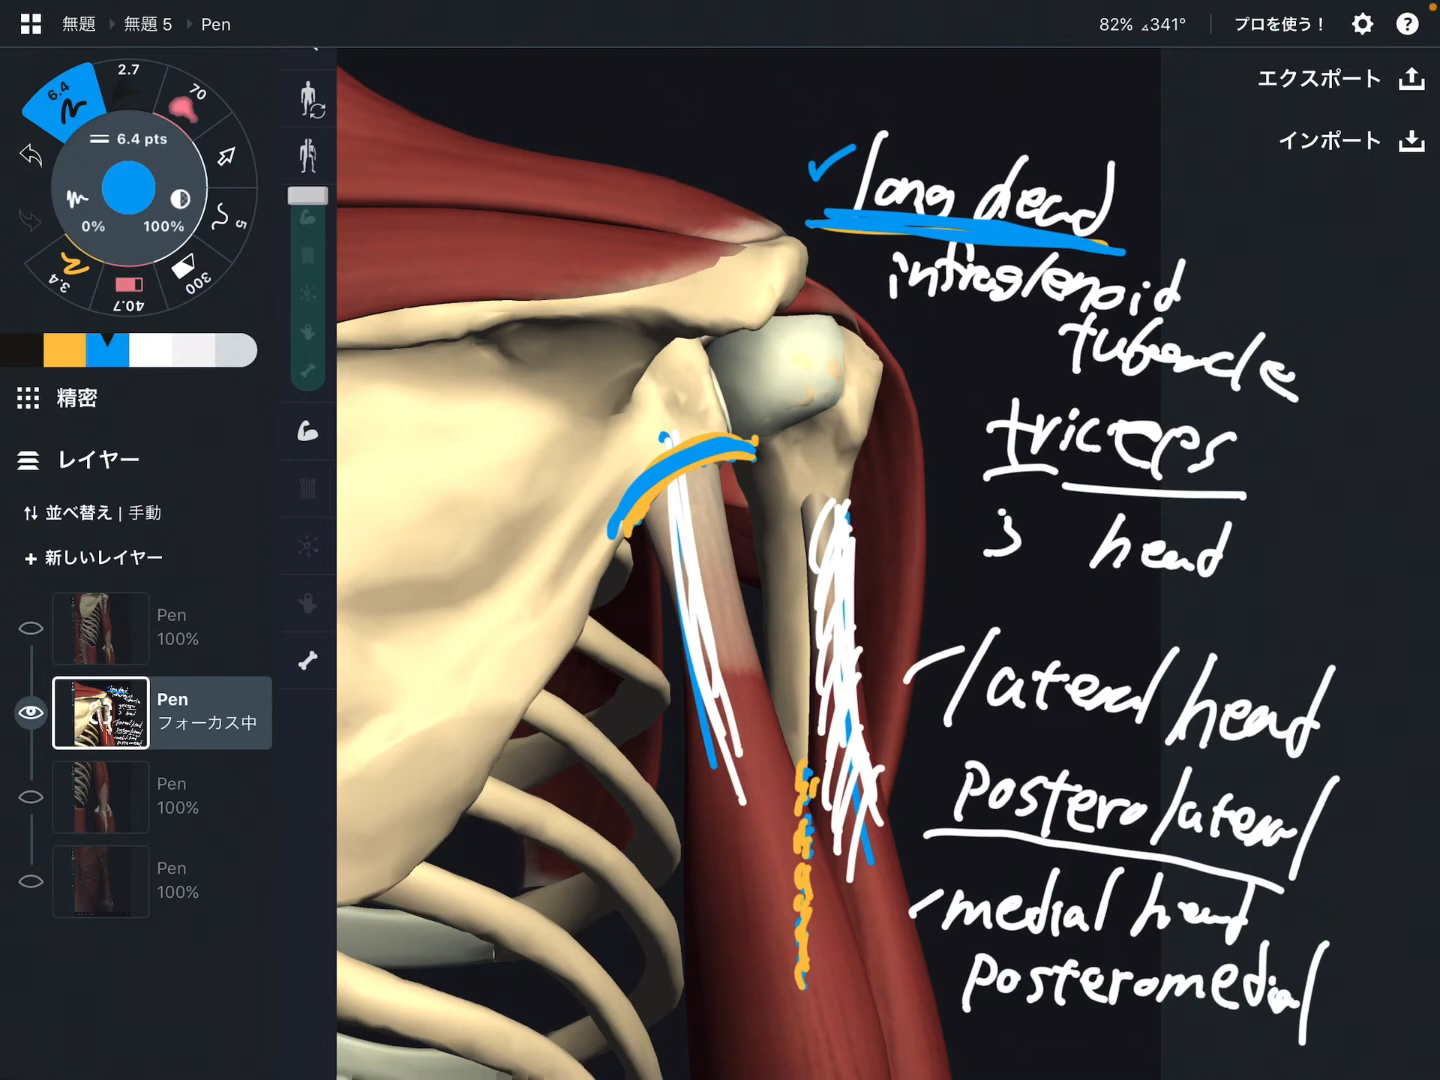 無題 無題 5 Pen
82% ⦟341°
プロを使う！
エクスポート
インポート
2.7
6.4
70
6.4 pts
0% 100%
5
3.4
40.7
300
精密
レイヤー
並べ替え | 手動
+ 新しいレイヤー
Pen
100%
Pen
フォーカス中
Pen
100%
Pen
100%
long head
infraglenoid
tubercle
triceps
3 head
lateral head
posterolateral
medial head
posteromedial